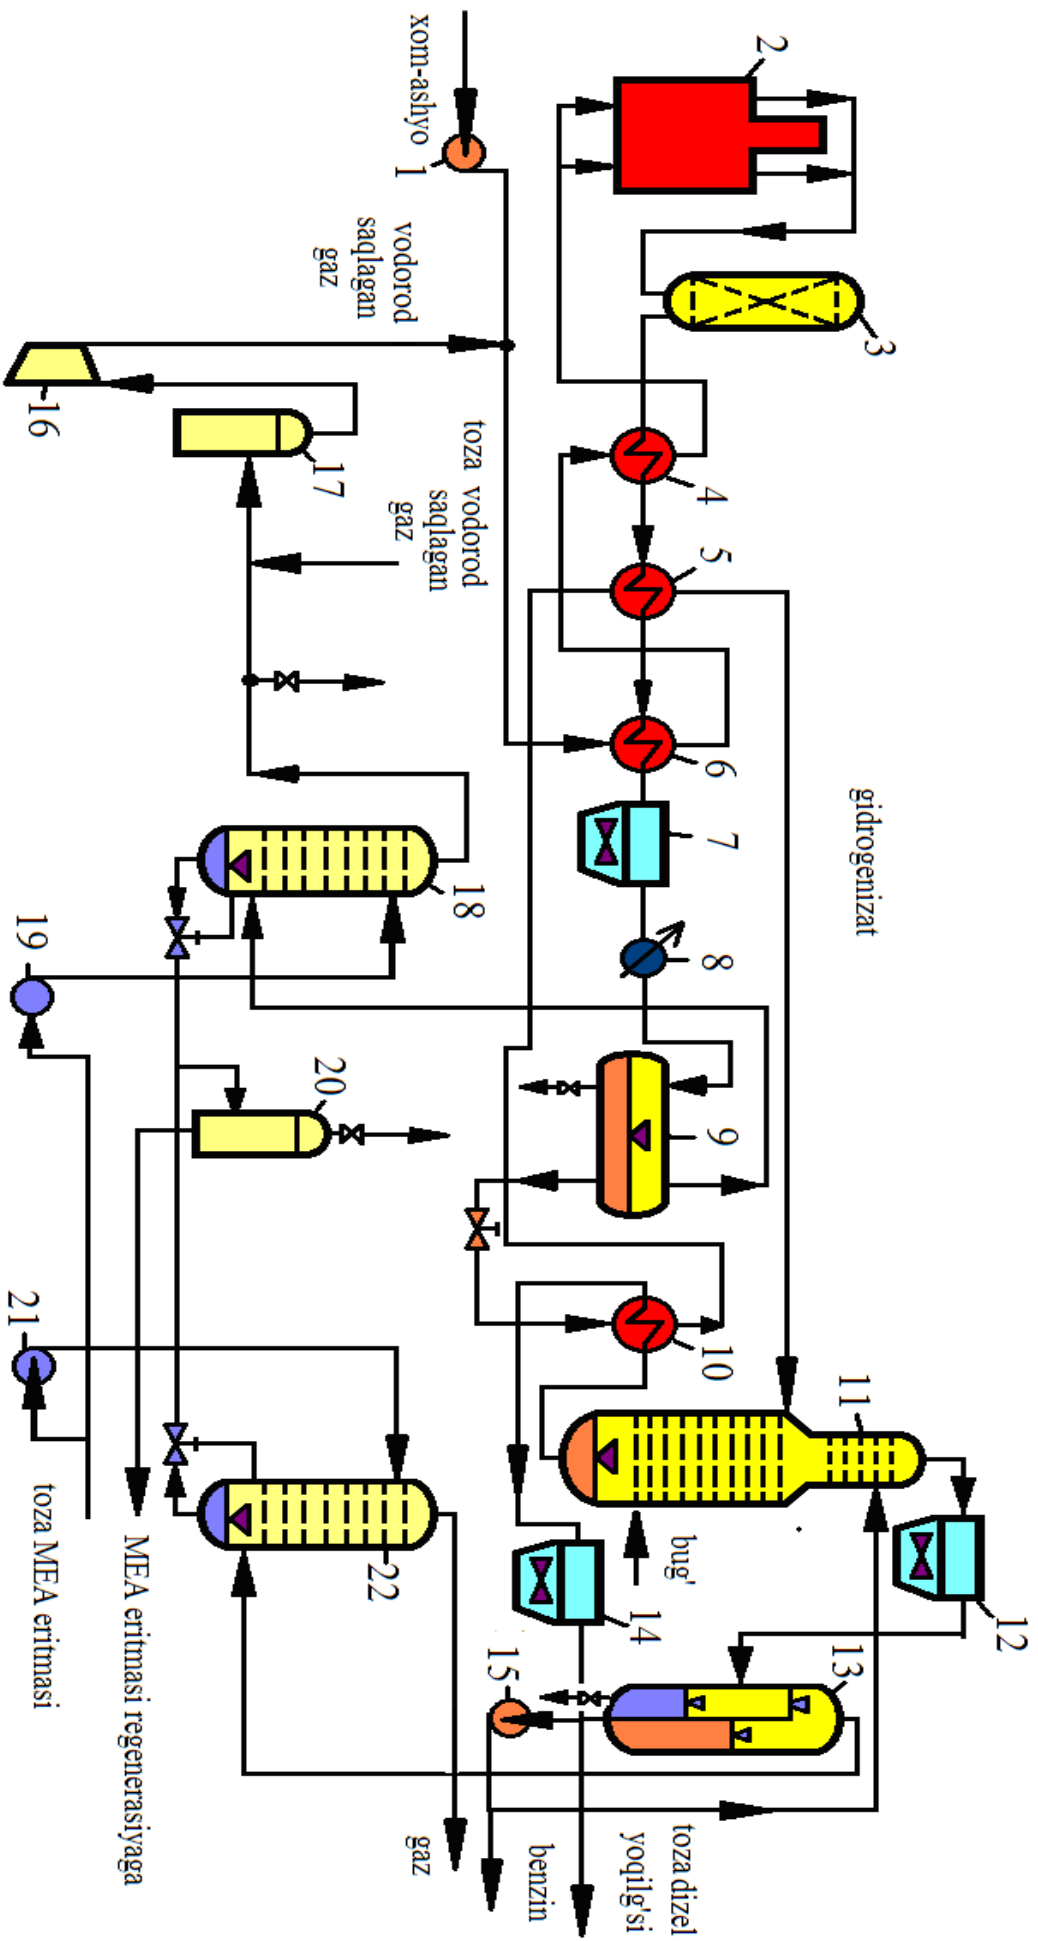 2
3
4
5
6
7
8
9
10
11
12
13
14
15
1
16
17
18
19
20
21
22
xom-ashyo
vodorod
saqlagan
gaz
toza vodorod
saqlagan
gaz
gidrogenizat
bug'
toza dizel
yoqilg'si
benzin
gaz
MEA eritmasi regenerasiyaga
toza MEA eritmasi